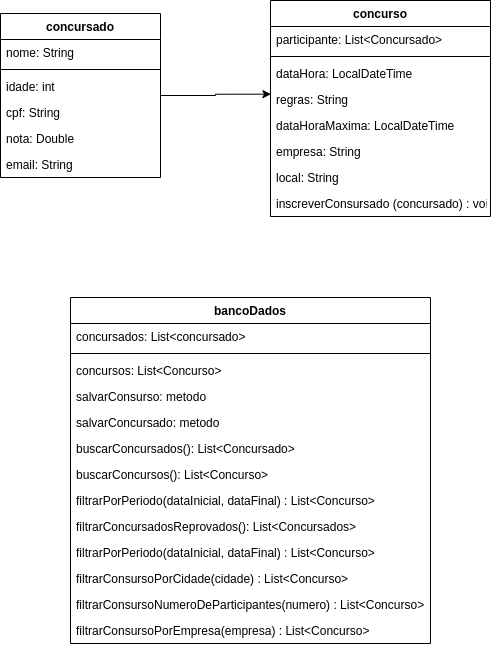 concursado
nome: String
idade: int
cpf: String
nota: Double
email: String
concurso
participante: List<Concursado>
dataHora: LocalDateTime
regras: String
dataHoraMaxima: LocalDateTime
empresa: String
local: String
inscreverConsursado (concursado) : voi
bancoDados
concursados: List<concursado>
concursos: List<Concurso>
salvarConsurso: metodo
salvarConcursado: metodo
buscarConcursados(): List<Concursado>
buscarConcursos(): List<Concurso>
filtrarPorPeriodo(dataInicial, dataFinal) : List<Concurso>
filtrarConcursadosReprovados(): List<Concursados>
filtrarPorPeriodo(dataInicial, dataFinal) : List<Concurso>
filtrarConsursoPorCidade(cidade) : List<Concurso>
filtrarConsursoNumeroDeParticipantes(numero) : List<Concurso>
filtrarConsursoPorEmpresa(empresa) : List<Concurso>